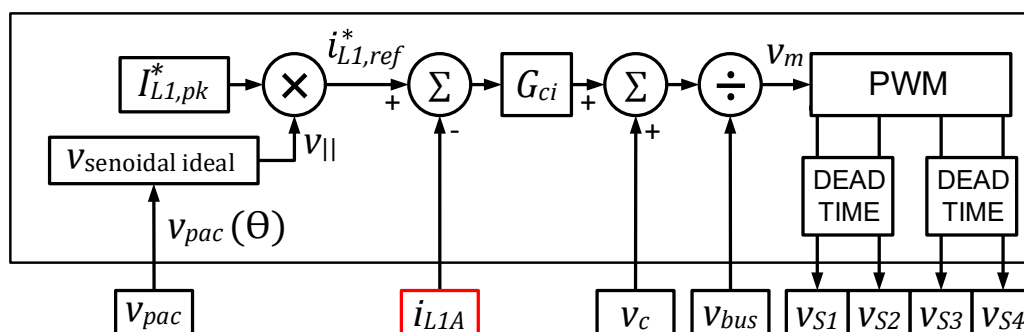 i*L1,ref
vm
I*L1,pk
×
Σ
Gci
Σ
÷
PWM
+
-
+
+
v||
vsenoidal ideal
DEAD TIME
DEAD TIME
vpac (Θ)
vpac
iL1A
vc
vbus
vS1
vS2
vS3
vS4